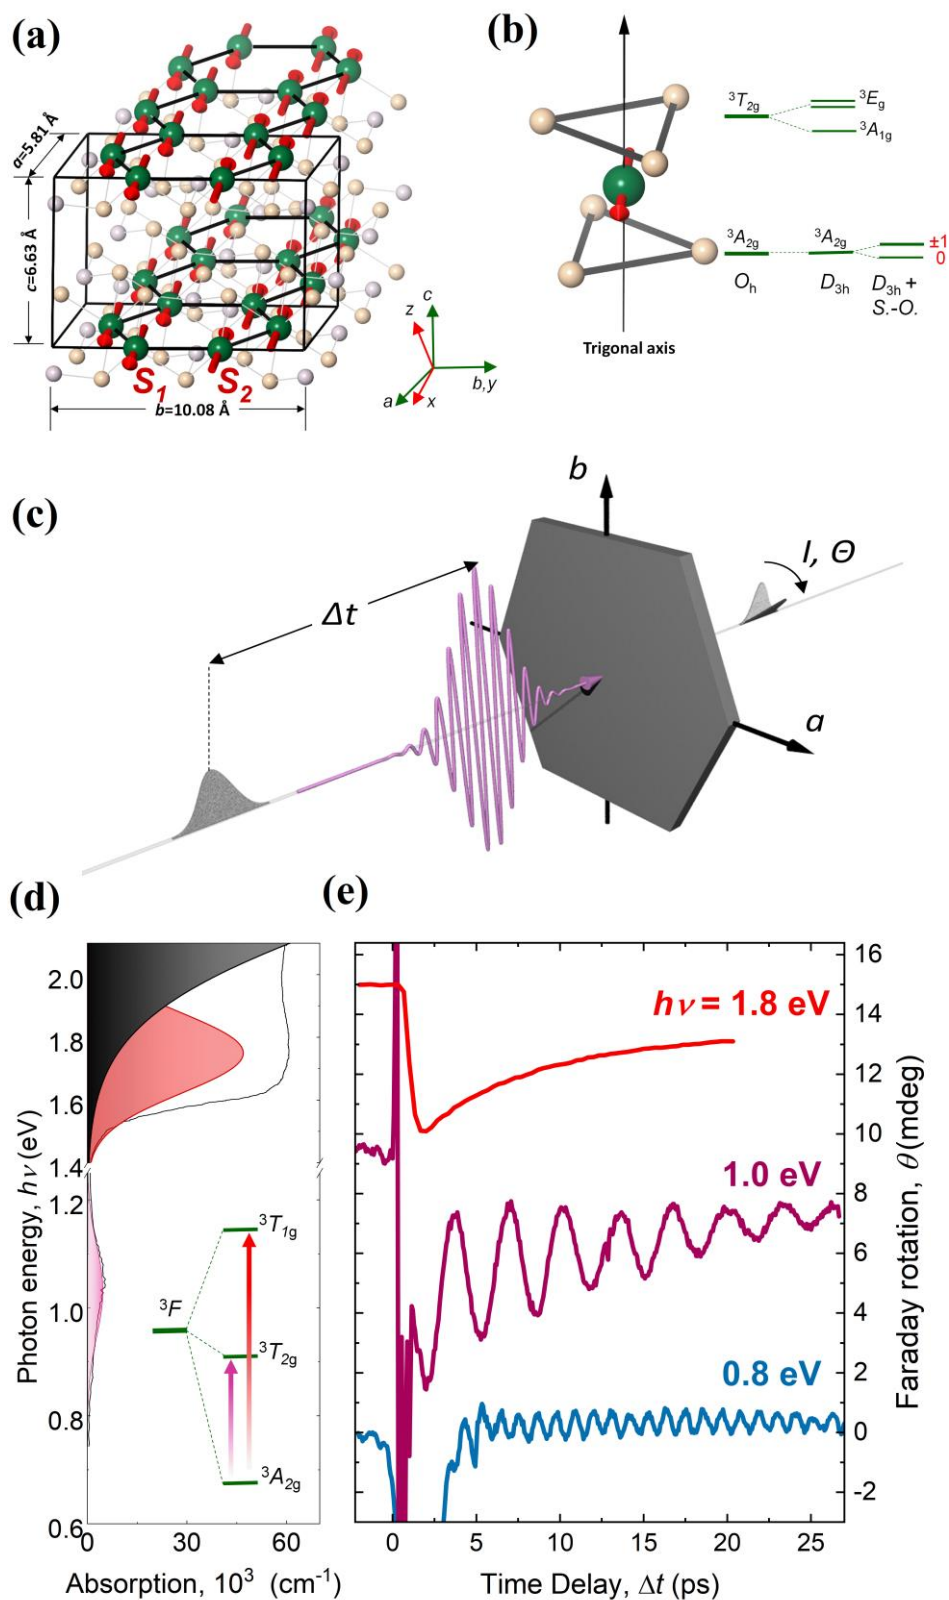 (a)
a=5.81 Å
c=6.63 Å
S1
S2
b=10.08 Å
c
z
b,y
a
x
(b)
³T2g
³Eg
³A1g
³A2g
³A2g
±1
0
Oh
D3h
D3h +
S.-O.
Trigonal axis
(c)
b
I, Θ
Δt
a
(d)
2.0
1.8
1.6
1.4
1.2
1.0
0.8
0.6
Photon energy, hν (eV)
³T1g
³F
³T2g
³A2g
0
30
60
Absorption, 10³ (cm⁻¹)
(e)
hν = 1.8 eV
1.0 eV
0.8 eV
16
14
12
10
8
6
4
2
0
-2
Faraday rotation, θ (mdeg)
0
5
10
15
20
25
Time Delay, Δt (ps)